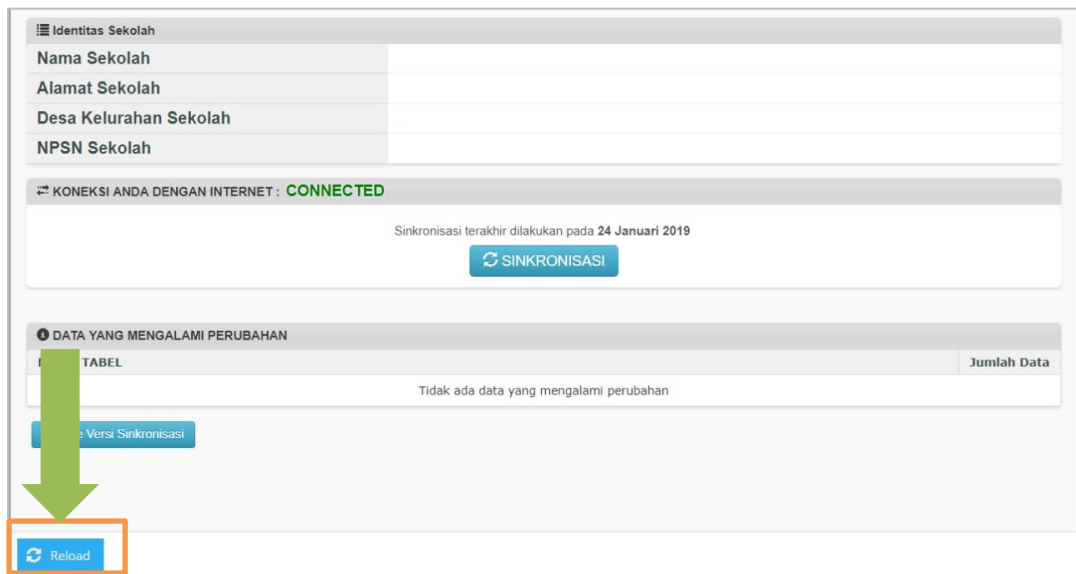 Identitas Sekolah
Nama Sekolah
Alamat Sekolah
Desa Kelurahan Sekolah
NPSN Sekolah
KONEKSI ANDA DENGAN INTERNET : CONNECTED
Sinkronisasi terakhir dilakukan pada 24 Januari 2019
SINKRONISASI
DATA YANG MENGALAMI PERUBAHAN
TABEL Jumlah Data
Tidak ada data yang mengalami perubahan
Versi Sinkronisasi
Reload